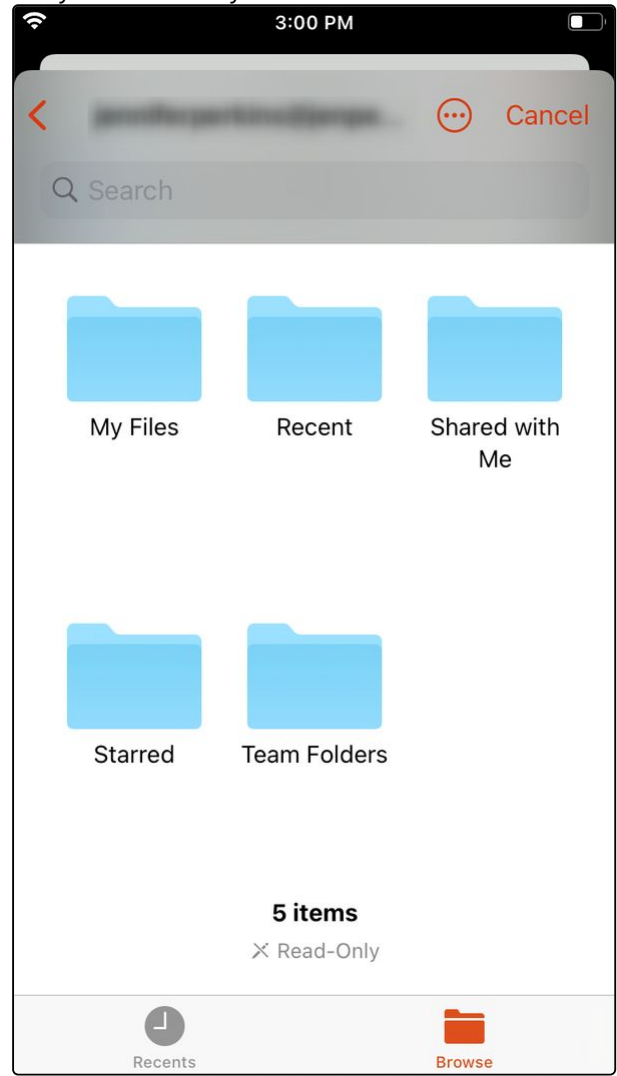 3:00 PM
Cancel
Search
My Files
Recent
Shared with
Me
Starred
Team Folders
5 items
Read-Only
Recents
Browse